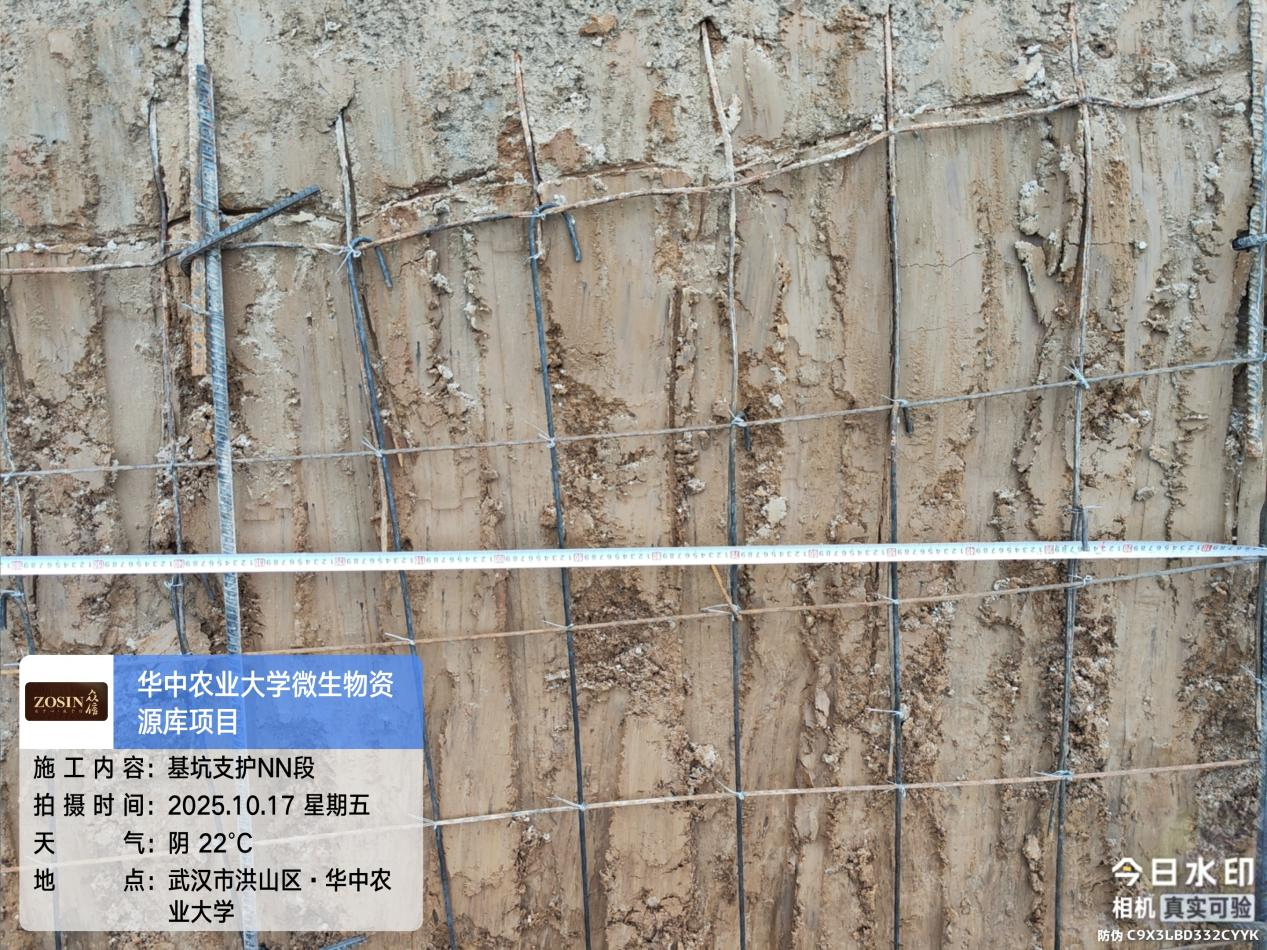 ZOSIN 众信
华中农业大学微生物资
源库项目
施工内容：基坑支护NN段
拍摄时间：2025.10.17 星期五
天气：阴 22°C
地点：武汉市洪山区·华中农
业大学
今日水印
相机 真实可验
防伪 C9X3LBD332CYYK